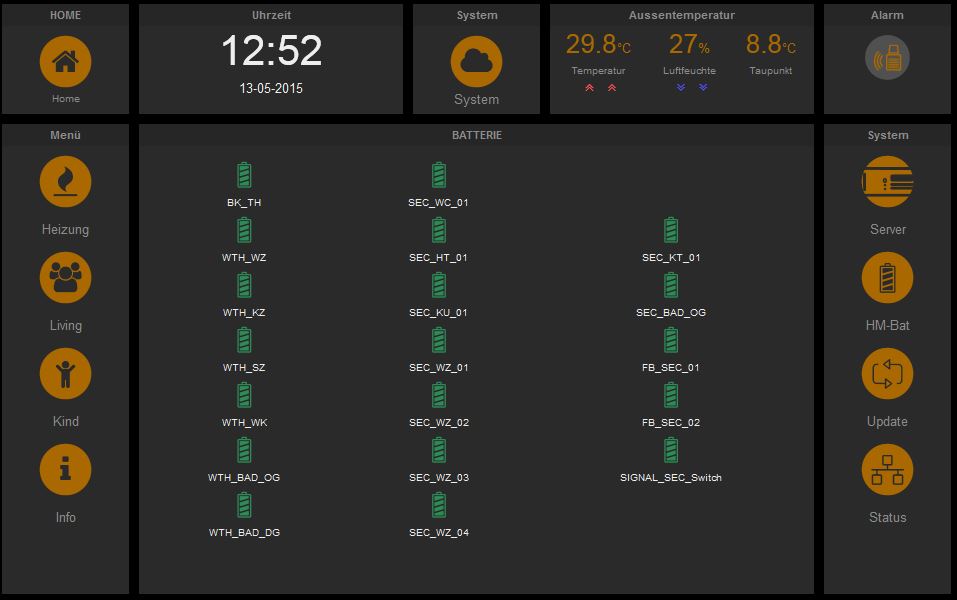 HOME
Home
Uhrzeit
12:52
13-05-2015
System
System
Aussentemperatur
29.8°C 27% 8.8°C
Temperatur Luftfeuchte Taupunkt
Alarm
Menü
Heizung
Living
Kind
Info
BATTERIE
BK_TH SEC_WC_01
WTH_WZ SEC_HT_01 SEC_KT_01
WTH_KZ SEC_KU_01 SEC_BAD_OG
WTH_SZ SEC_WZ_01 FB_SEC_01
WTH_WK SEC_WZ_02 FB_SEC_02
WTH_BAD_OG SEC_WZ_03 SIGNAL_SEC_Switch
WTH_BAD_DG SEC_WZ_04
System
Server
HM-Bat
Update
Status